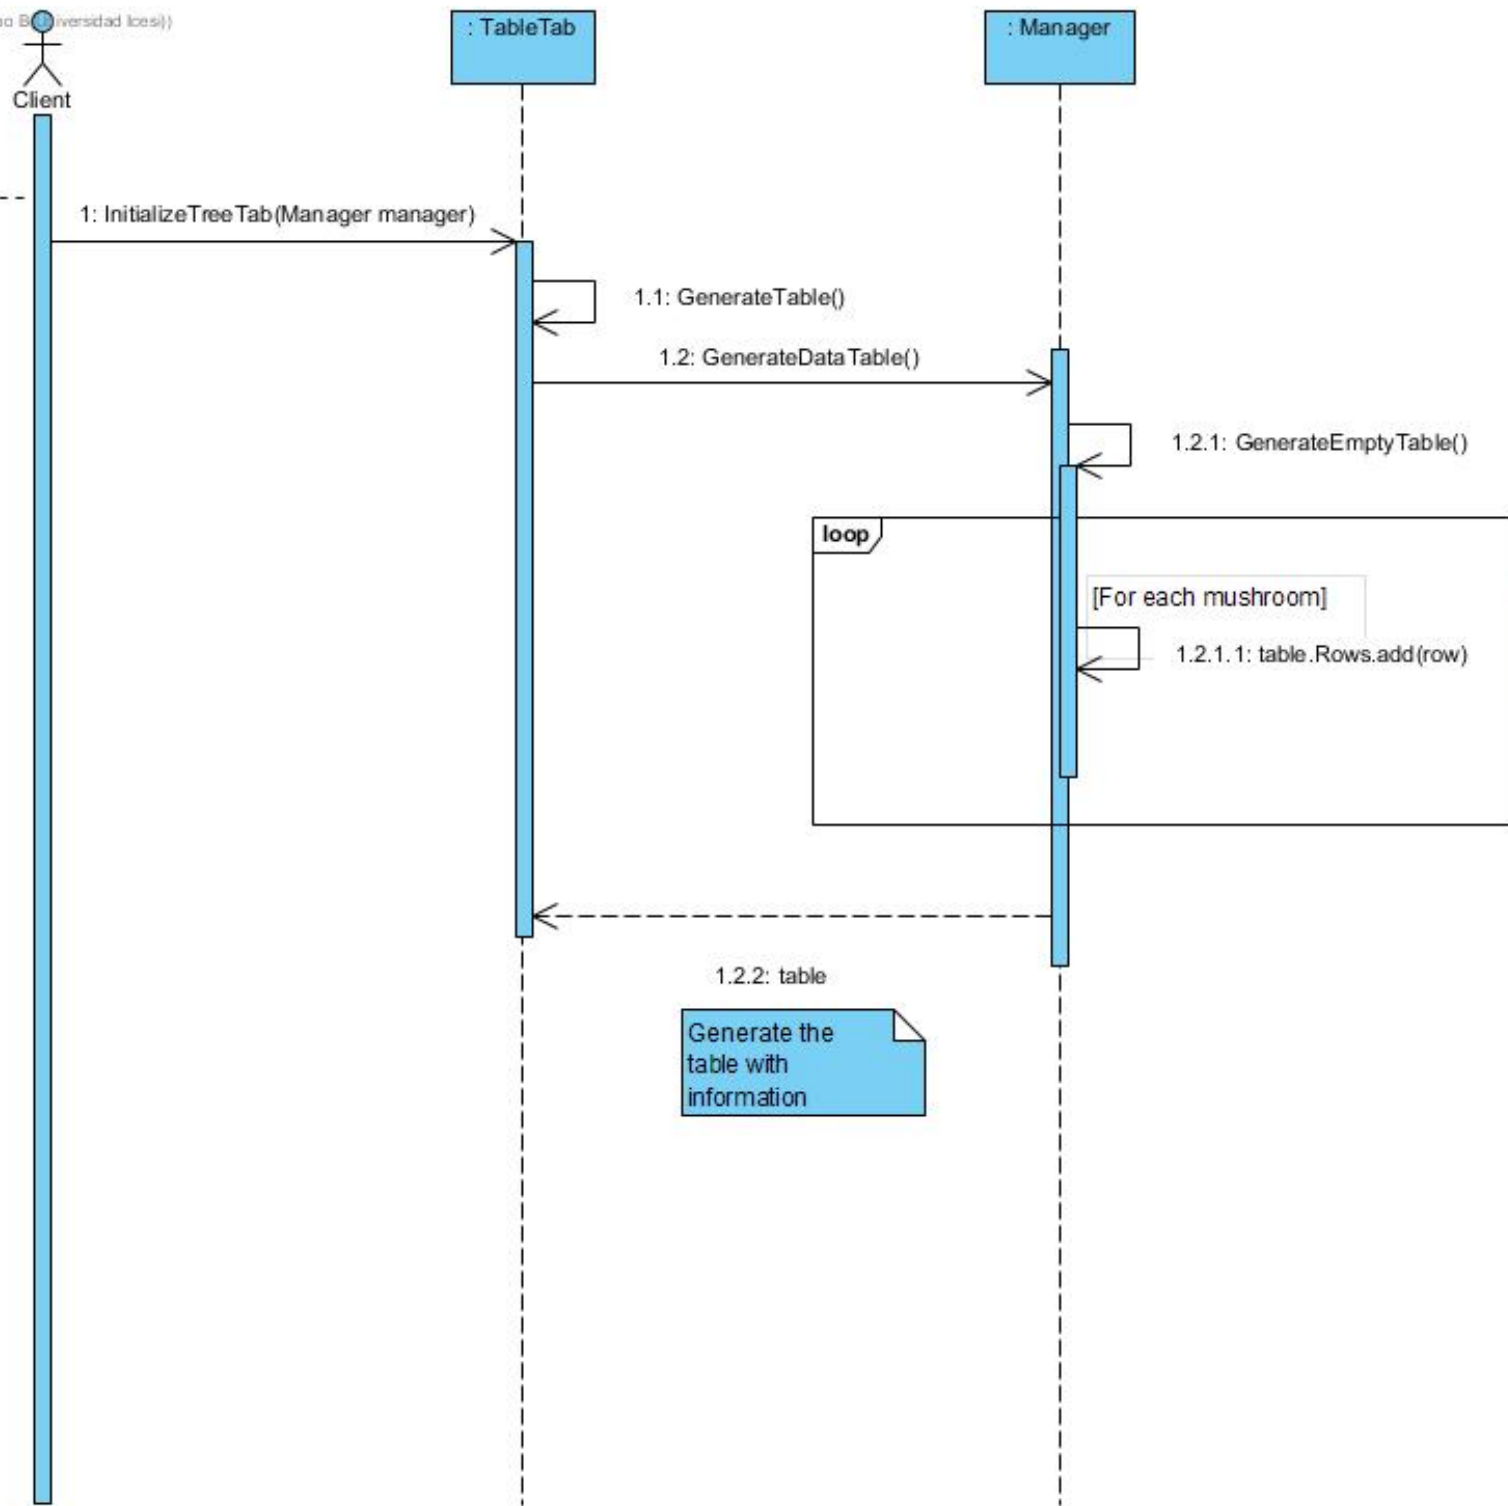 iversidad Icesi))
: TableTab
: Manager
Client
1: InitializeTreeTab(Manager manager)
1.1: GenerateTable()
1.2: GenerateDataTable()
1.2.1: GenerateEmptyTable()
loop
[For each mushroom]
1.2.1.1: table.Rows.add(row)
1.2.2: table
Generate the
table with
information